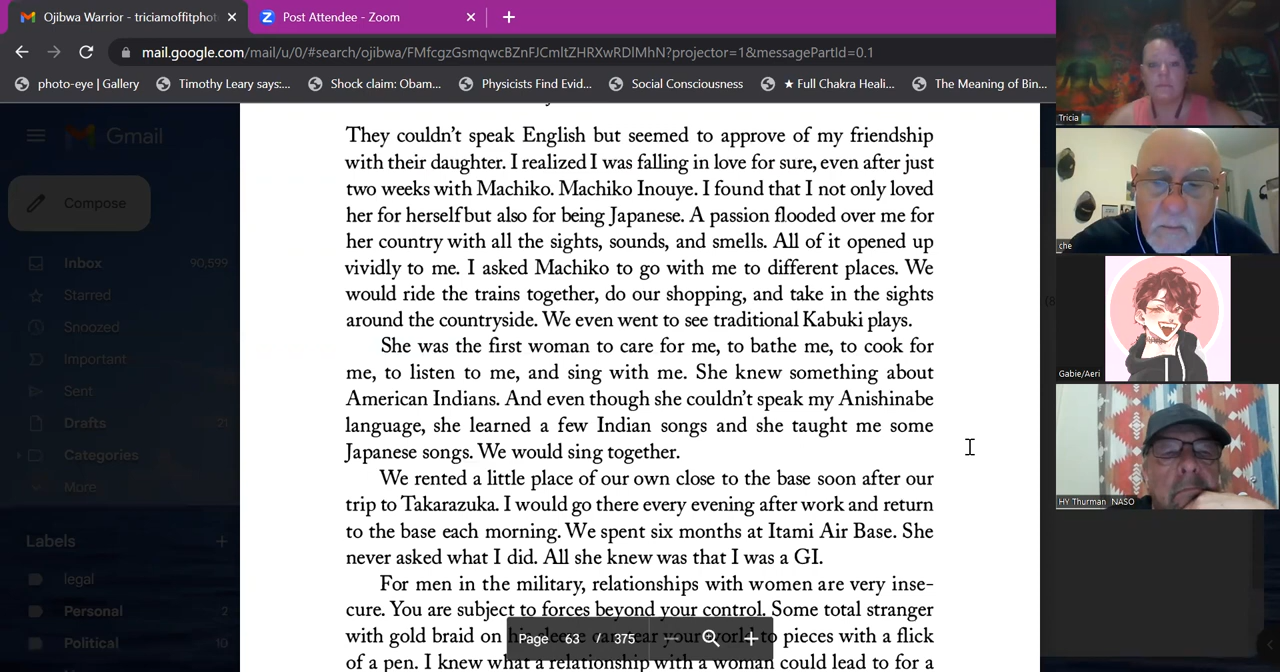 Ojibwa Warrior - triciamoffitphot
Post Attendee - Zoom
mail.google.com/mail/u/0/#search/ojibwa/FMfcgzGsmqwcBZnFJCmltZHRXwRDlMhN?projector=1&messagePartId=0.1
photo-eye | Gallery
Timothy Leary says:...
Shock claim: Obam...
Physicists Find Evid...
Social Consciousness
★ Full Chakra Heali...
The Meaning of Bin...
Gmail
Compose
Inbox 90,599
Starred
Snoozed
Important
Sent
Drafts 21
Categories
More
Labels
legal
Personal 2
Political 10
They couldn't speak English but seemed to approve of my friendship
with their daughter. I realized I was falling in love for sure, even after just
two weeks with Machiko. Machiko Inouye. I found that I not only loved
her for herself but also for being Japanese. A passion flooded over me for
her country with all the sights, sounds, and smells. All of it opened up
vividly to me. I asked Machiko to go with me to different places. We
would ride the trains together, do our shopping, and take in the sights
around the countryside. We even went to see traditional Kabuki plays.
She was the first woman to care for me, to bathe me, to cook for
me, to listen to me, and sing with me. She knew something about
American Indians. And even though she couldn't speak my Anishinabe
language, she learned a few Indian songs and she taught me some
Japanese songs. We would sing together.
We rented a little place of our own close to the base soon after our
trip to Takarazuka. I would go there every evening after work and return
to the base each morning. We spent six months at Itami Air Base. She
never asked what I did. All she knew was that I was a GI.
For men in the military, relationships with women are very inse-
cure. You are subject to forces beyond your control. Some total stranger
with gold braid on his sleeve can tear your world to pieces with a flick
of a pen. I knew what a relationship with a woman could lead to for a
Page 63 / 375
Tricia
che
Gabie/Aeri
HY Thurman NASO